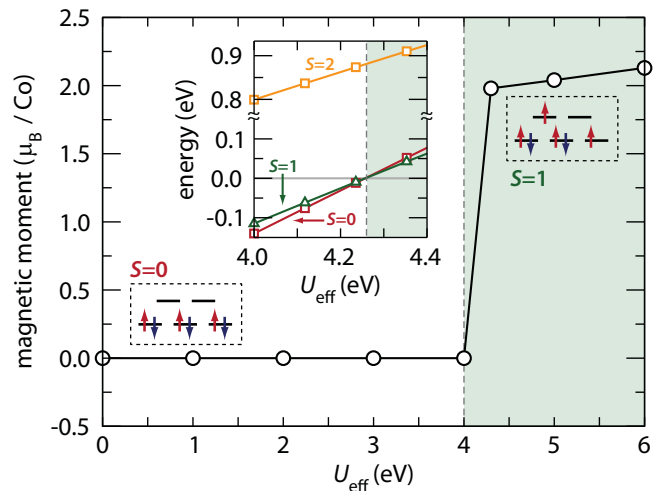 magnetic moment (μB / Co)
2.5
2.0
1.5
1.0
0.5
0.0
-0.5
0
1
2
3
4
5
6
Ueff (eV)
S=0
S=1
energy (eV)
0.9
0.8
0.1
0.0
-0.1
4.0
4.2
4.4
Ueff (eV)
S=2
S=1
S=0